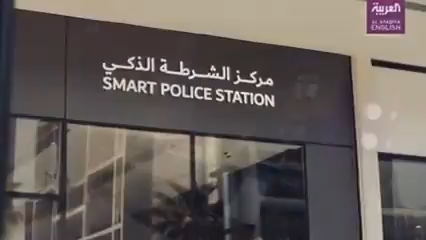 العربية
AL ARABIYA
ENGLISH
مركز الشرطة الذكي
SMART POLICE STATION